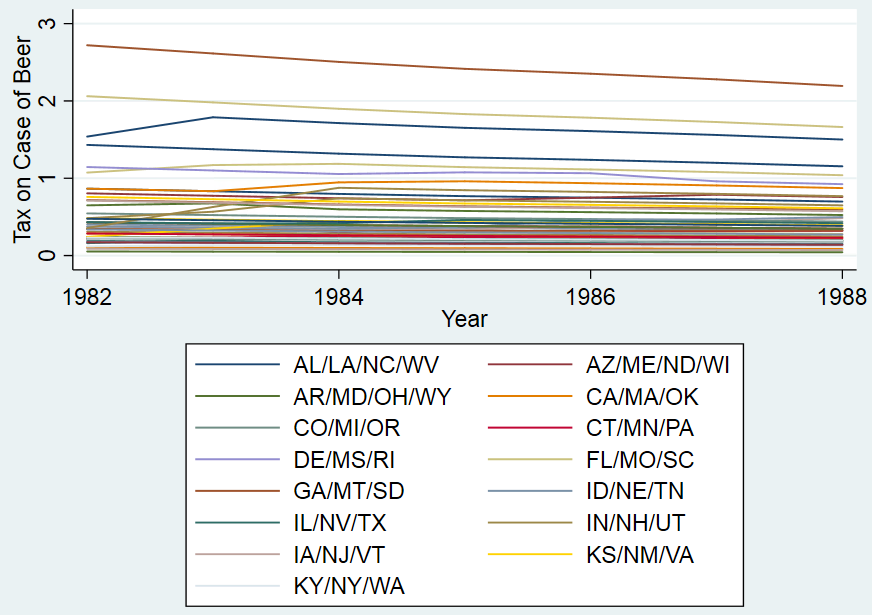 Tax on Case of Beer
3
2
1
0
1982 1984 1986 1988
Year
AL/LA/NC/WV AZ/ME/ND/WI
AR/MD/OH/WY CA/MA/OK
CO/MI/OR CT/MN/PA
DE/MS/RI FL/MO/SC
GA/MT/SD ID/NE/TN
IL/NV/TX IN/NH/UT
IA/NJ/VT KS/NM/VA
KY/NY/WA